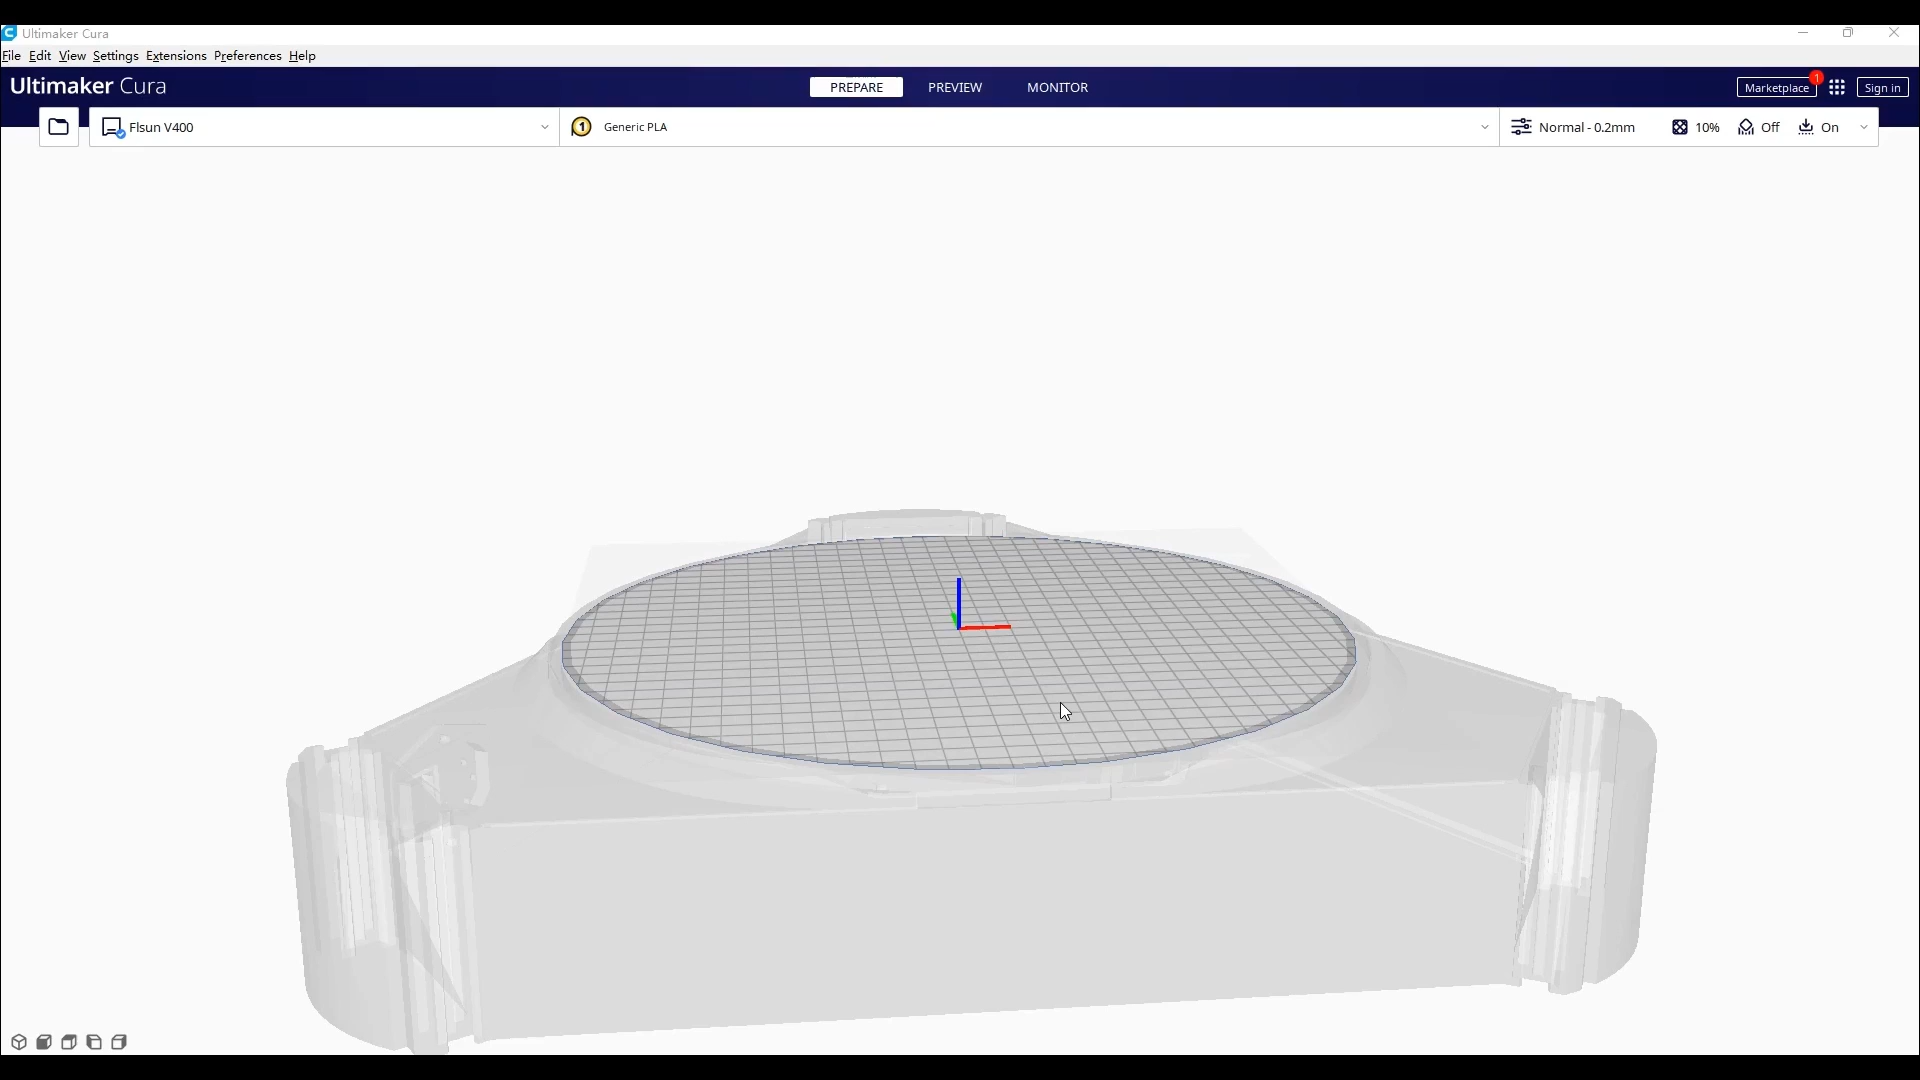 Ultimaker Cura
File Edit View Settings Extensions Preferences Help
Ultimaker Cura
PREPARE PREVIEW MONITOR
Marketplace 1 Sign in
Flsun V400 1 Generic PLA Normal - 0.2mm 10% Off On